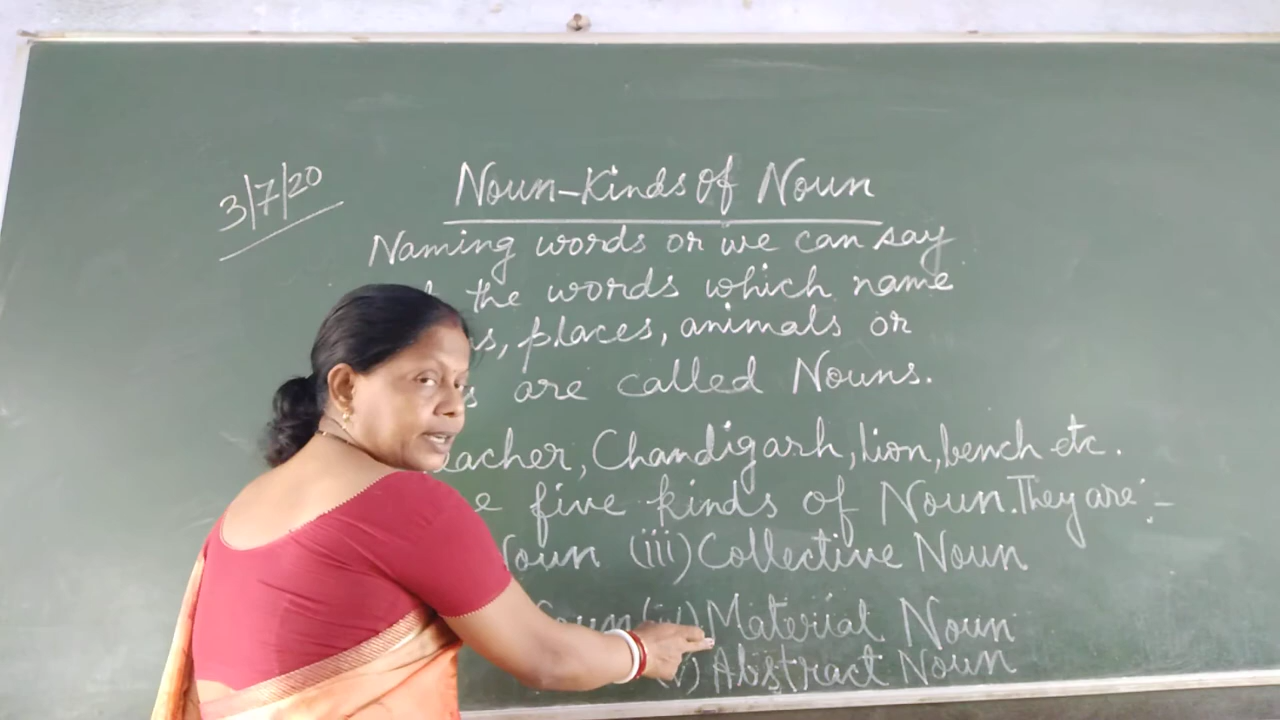 3/7/20
Noun-Kinds of Noun
Naming words or we can say
the words which name
places, animals or
are called Nouns.
Chandigarh, lion, bench etc.
five kinds of Noun. They are:-
Noun (iii) Collective Noun
Noun (iv) Material Noun
(v) Abstract Noun